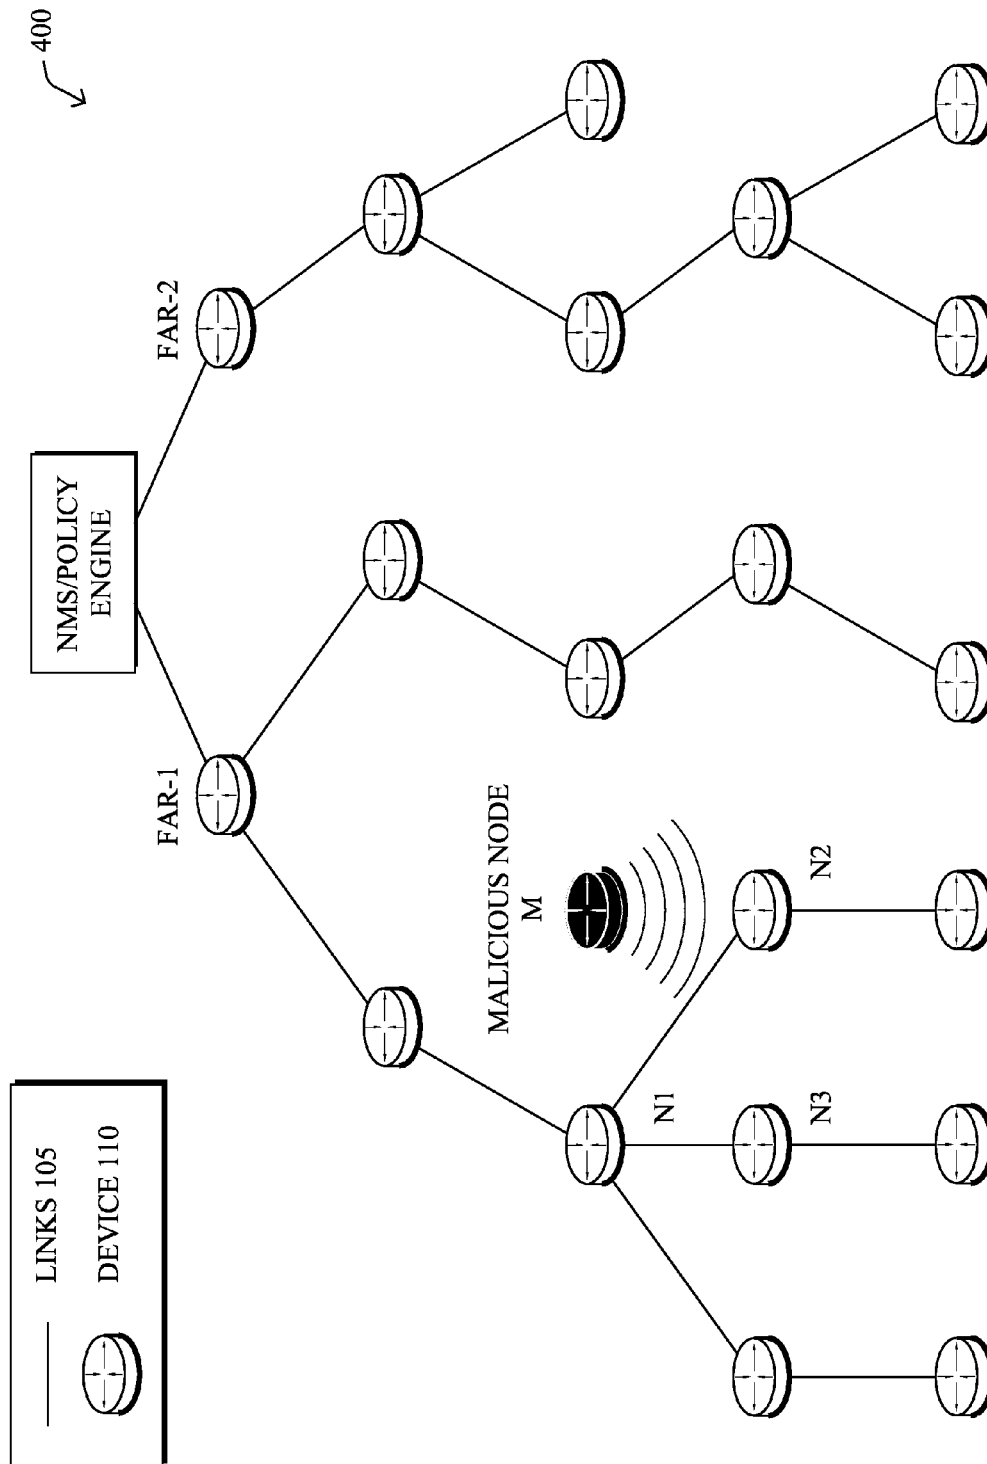 400
LINKS 105
DEVICE 110
NMS/POLICY
ENGINE
FAR-1
FAR-2
MALICIOUS NODE
M
N1
N3
N2